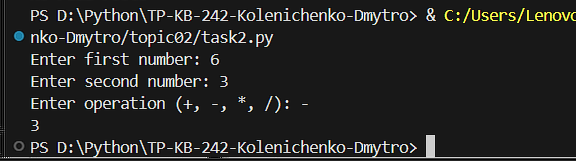 PS D:\Python\TP-KB-242-Kolenichenko-Dmytro> & C:/Users/Lenovo
nko-Dmytro/topic02/task2.py
Enter first number: 6
Enter second number: 3
Enter operation (+, -, *, /): -
3
PS D:\Python\TP-KB-242-Kolenichenko-Dmytro>